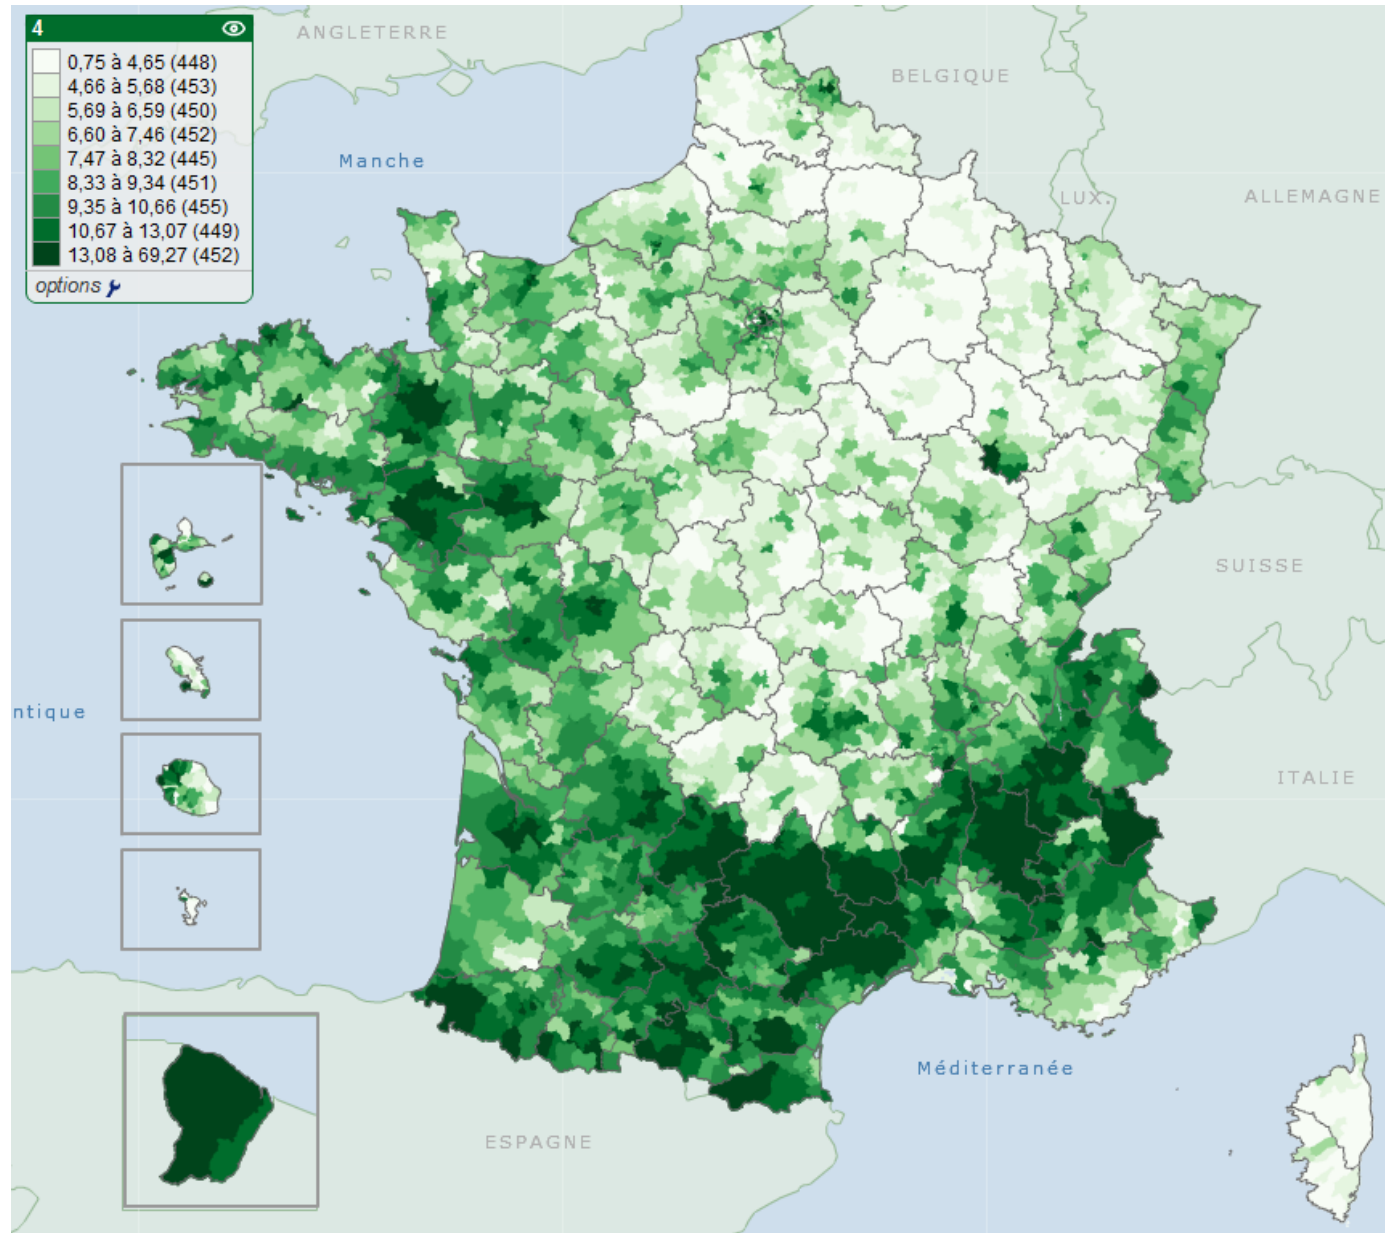 4
0,75 à 4,65 (448)
4,66 à 5,68 (453)
5,69 à 6,59 (450)
6,60 à 7,46 (452)
7,47 à 8,32 (445)
8,33 à 9,34 (451)
9,35 à 10,66 (455)
10,67 à 13,07 (449)
13,08 à 69,27 (452)
options
ANGLETERRE
BELGIQUE
Manche
LUX.
ALLEMAGNE
SUISSE
ntique
ITALIE
Méditerranée
ESPAGNE